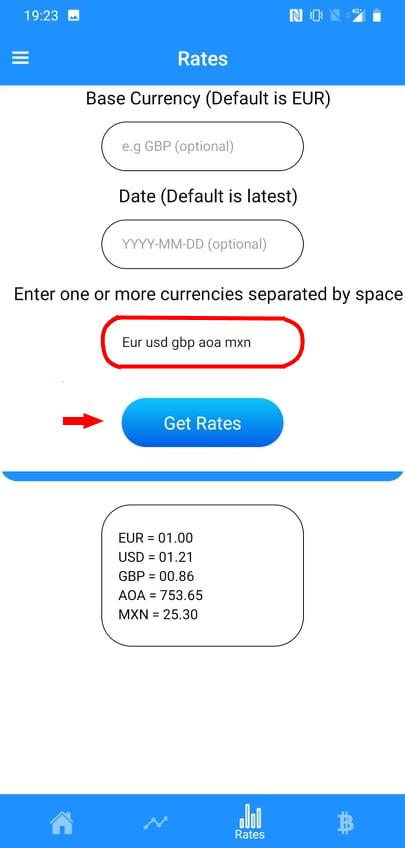 19:23
4G+
Rates
Base Currency (Default is EUR)
e.g GBP (optional)
Date (Default is latest)
YYYY-MM-DD (optional)
Enter one or more currencies separated by space
Eur usd gbp aoa mxn
Get Rates
EUR = 01.00
USD = 01.21
GBP = 00.86
AOA = 753.65
MXN = 25.30
Rates